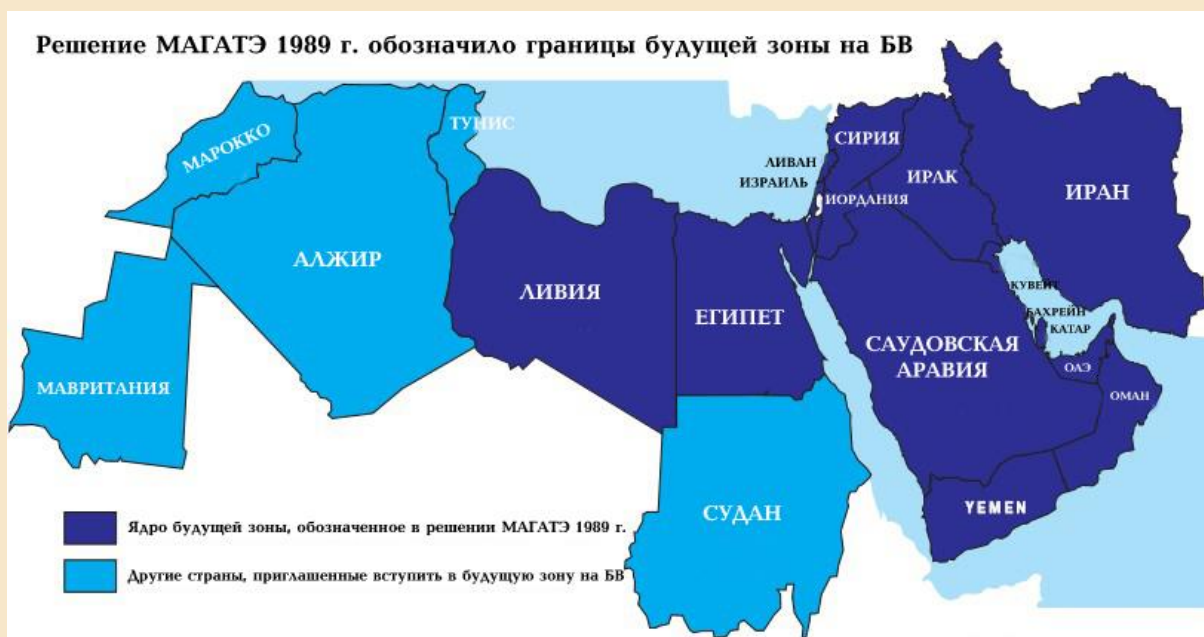 Решение МАГАТЭ 1989 г. обозначило границы будущей зоны на БВ
МАРОККО
ТУНИС
АЛЖИР
ЛИВИЯ
ЕГИПЕТ
МАВРИТАНИЯ
СУДАН
ЛИВАН
ИЗРАИЛЬ
СИРИЯ
ИОРДАНИЯ
ИРАК
ИРАН
КУВЕЙТ
БАХРЕЙН
КАТАР
САУДОВСКАЯ
АРАВИЯ
ОАЭ
ОМАН
YEMEN
Ядро будущей зоны, обозначенное в решении МАГАТЭ 1989 г.
Другие страны, приглашенные вступить в будущую зону на БВ